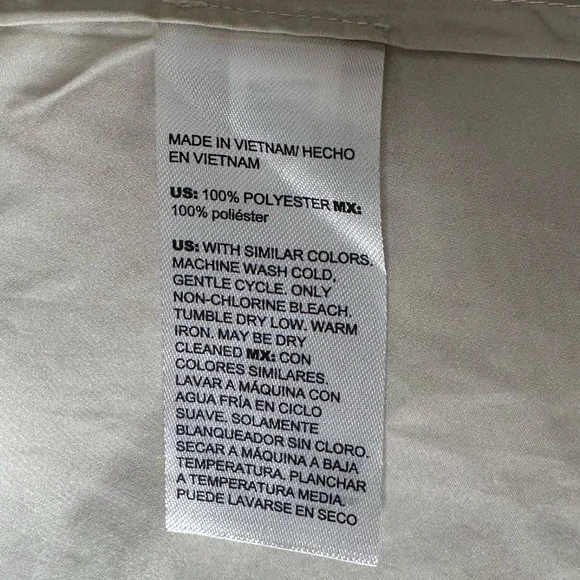 MADE IN VIETNAM/ HECHO
EN VIETNAM
US: 100% POLYESTER MX:
100% poliéster
US: WITH SIMILAR COLORS.
MACHINE WASH COLD,
GENTLE CYCLE. ONLY
NON-CHLORINE BLEACH.
TUMBLE DRY LOW. WARM
IRON. MAY BE DRY
CLEANED MX: CON
COLORES SIMILARES.
LAVAR A MÁQUINA CON
AGUA FRÍA EN CICLO
SUAVE. SOLAMENTE
BLANQUEADOR SIN CLORO.
SECAR A MÁQUINA A BAJA
TEMPERATURA. PLANCHAR
A TEMPERATURA MEDIA.
PUEDE LAVARSE EN SECO